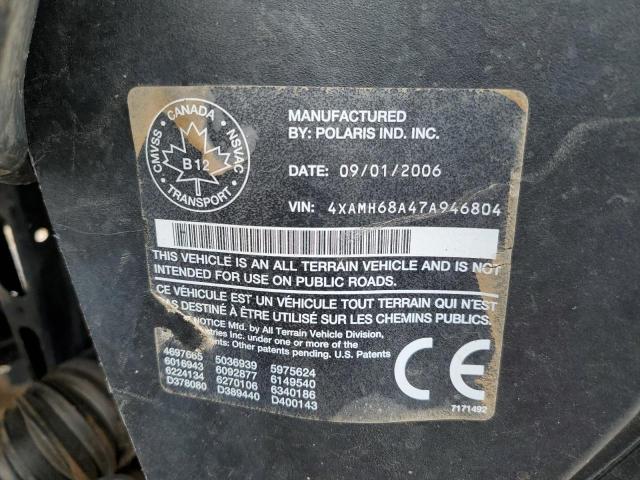 CMVSS CANADA NSVAC
B 12
TRANSPORT
MANUFACTURED
BY: POLARIS IND. INC.
DATE: 09/01/2006
VIN: 4XAMH68A47A946804
THIS VEHICLE IS AN ALL TERRAIN VEHICLE AND IS NOT
INTENDED FOR USE ON PUBLIC ROADS.
CE VÉHICULE EST UN VÉHICULE TOUT TERRAIN QUI N'EST
PAS DESTINÉ À ÊTRE UTILISÉ SUR LES CHEMINS PUBLICS.
NOTICE Mfg. by All Terrain Vehicle Division,
Inc. under one or more of the
Other patents pending. U.S. Patents
4697665 5036939 5975624
6016943 6092877 6149540
6224134 6270106 6340186
D378080 D389440 D400143
CE
7171492